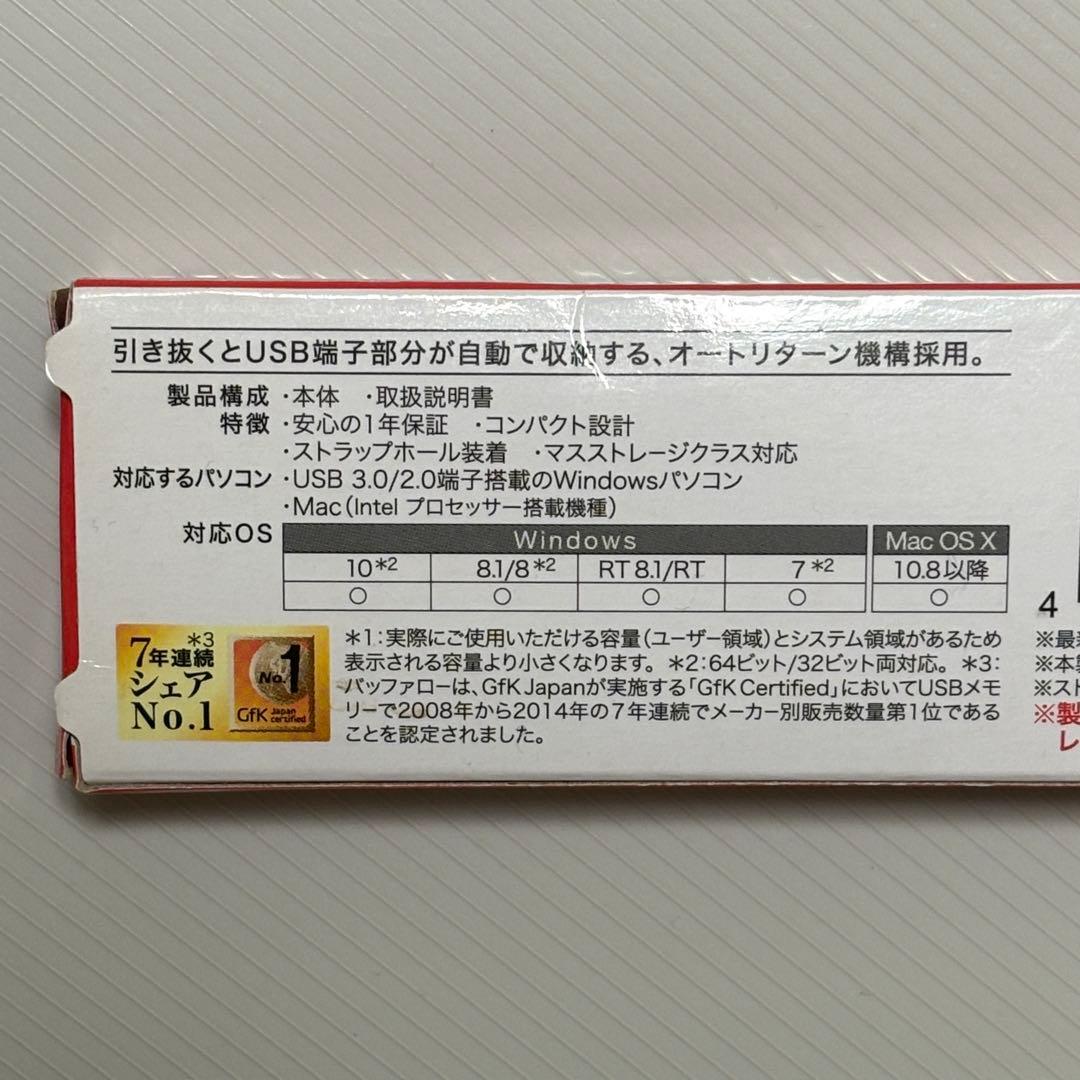 引き抜くとUSB端子部分が自動で収納する、オートリターン機構採用。
製品構成 ・本体 ・取扱説明書
特徴 ・安心の1年保証 ・コンパクト設計
・ストラップホール装着 ・マスストレージクラス対応
対応するパソコン ・USB 3.0/2.0端子搭載のWindowsパソコン
・Mac（Intel プロセッサー搭載機種）
対応OS
Windows Mac OS X
10*2 8.1/8*2 RT 8.1/RT 7*2 10.8以降
○ ○ ○ ○ ○
7年連続*3
シェア
No.1
No.1
GfK Japan certified
*1：実際にご使用いただける容量（ユーザー領域）とシステム領域があるため
表示される容量より小さくなります。*2：64ビット/32ビット両対応。*3：
バッファローは、GfK Japanが実施する「GfK Certified」においてUSBメモ
リーで2008年から2014年の7年連続でメーカー別販売数量第1位である
ことを認定されました。
4
※最
※本
※スト
※製
レ